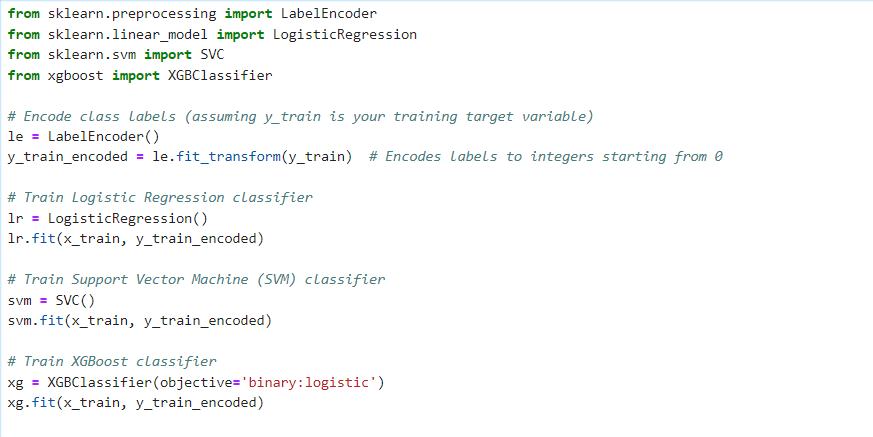 from sklearn.preprocessing import LabelEncoder
from sklearn.linear_model import LogisticRegression
from sklearn.svm import SVC
from xgboost import XGBClassifier

# Encode class labels (assuming y_train is your training target variable)
le = LabelEncoder()
y_train_encoded = le.fit_transform(y_train)  # Encodes labels to integers starting from 0

# Train Logistic Regression classifier
lr = LogisticRegression()
lr.fit(x_train, y_train_encoded)

# Train Support Vector Machine (SVM) classifier
svm = SVC()
svm.fit(x_train, y_train_encoded)

# Train XGBoost classifier
xg = XGBClassifier(objective='binary:logistic')
xg.fit(x_train, y_train_encoded)